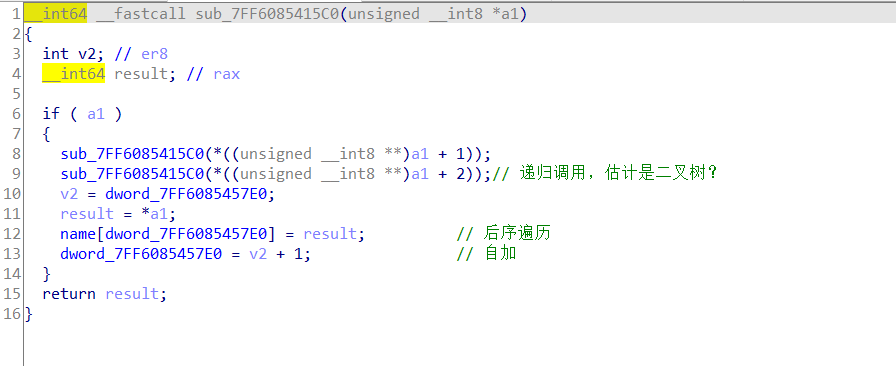 1 __int64 __fastcall sub_7FF6085415C0(unsigned __int8 *a1)
2 {
3 int v2; // er8
4 __int64 result; // rax
5
6 if ( a1 )
7 {
8 sub_7FF6085415C0(*((unsigned __int8 **)a1 + 1));
9 sub_7FF6085415C0(*((unsigned __int8 **)a1 + 2));// 递归调用，估计是二叉树？
10 v2 = dword_7FF6085457E0;
11 result = *a1;
12 name[dword_7FF6085457E0] = result; // 后序遍历
13 dword_7FF6085457E0 = v2 + 1; // 自加
14 }
15 return result;
16 }